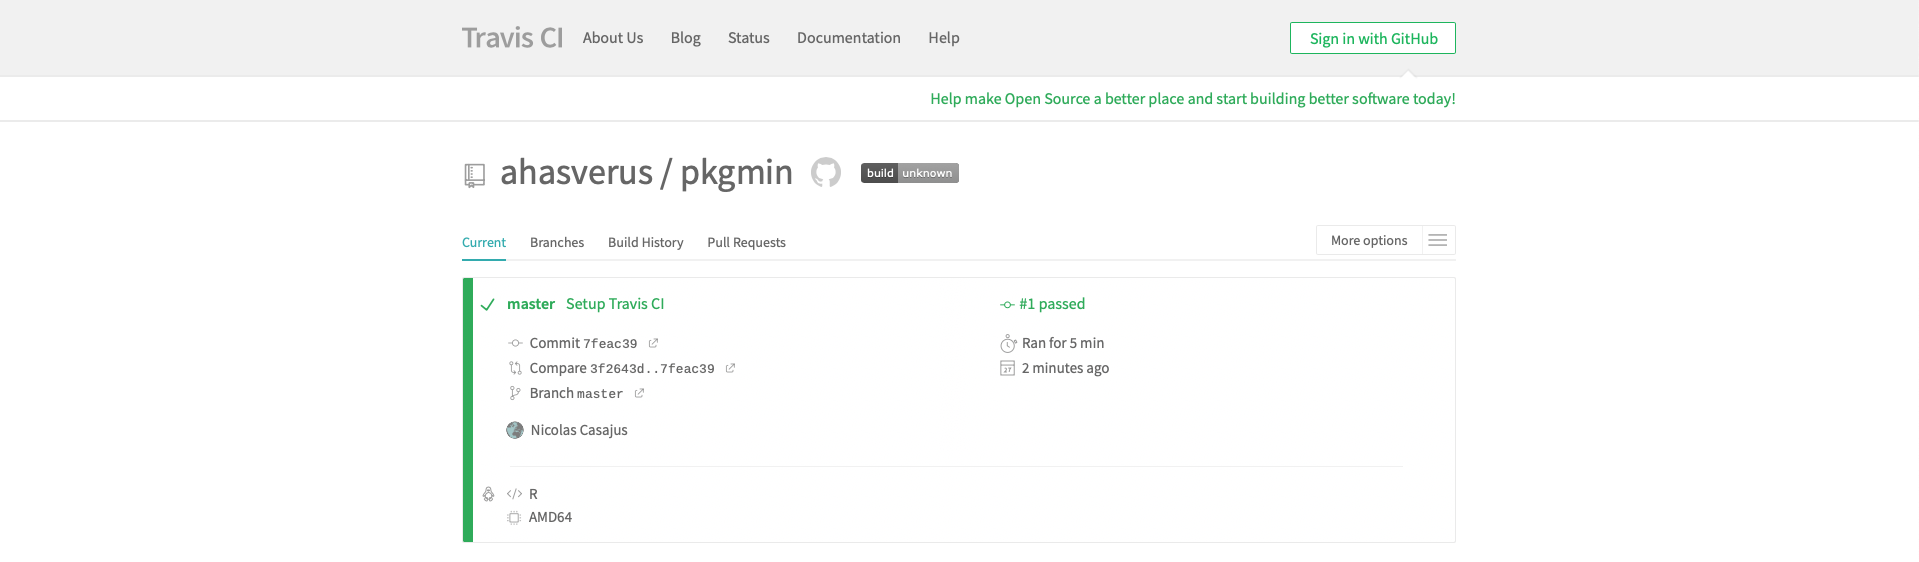 Travis CI About Us Blog Status Documentation Help Sign in with GitHub
Help make Open Source a better place and start building better software today!
ahasverus / pkgmin build unknown
Current Branches Build History Pull Requests More options
master Setup Travis CI #1 passed
Commit 7feac39 Ran for 5 min
Compare 3f2643d..7feac39 2 minutes ago
Branch master
Nicolas Casajus
R
AMD64